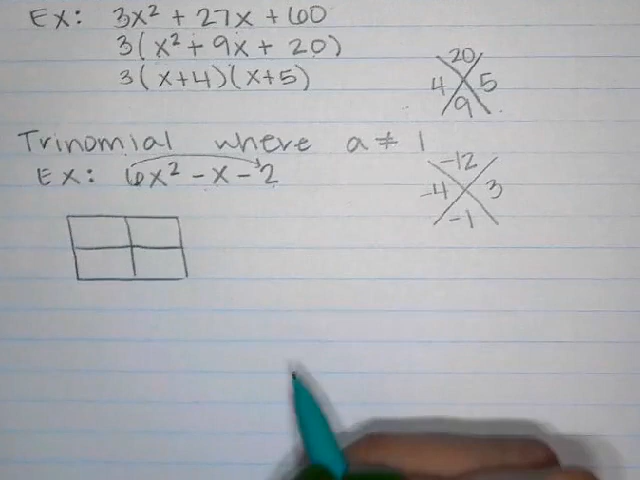 EX: 3x² + 27x + 60
3(x² + 9x + 20)
3(x+4)(x+5)
20
4 5
9
Trinomial where a ≠ 1
EX: 6x² - x - 2
-12
-4 3
-1